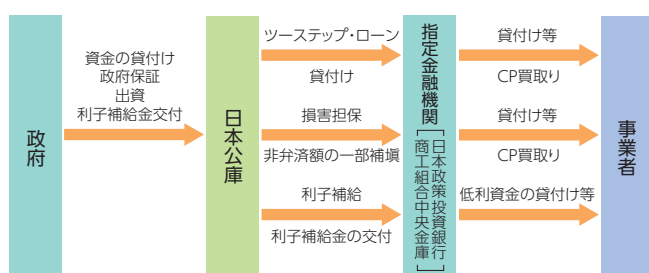 政府
資金の貸付け
政府保証
出資
利子補給金交付
日本公庫
ツーステップ・ローン
貸付け
損害担保
非弁済額の一部補塡
利子補給
利子補給金の交付
指定金融機関
[日本政策投資銀行
商工組合中央金庫]
貸付け等
CP買取り
貸付け等
CP買取り
低利資金の貸付け等
事業者